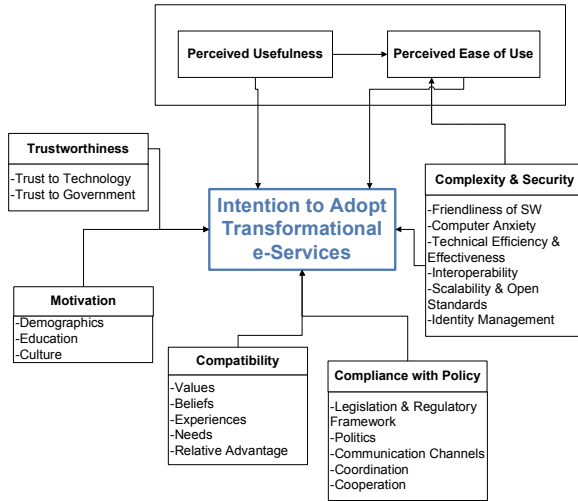 Perceived Usefulness
Perceived Ease of Use
Trustworthiness
-Trust to Technology
-Trust to Government
Intention to Adopt
Transformational
e-Services
Complexity & Security
-Friendliness of SW
-Computer Anxiety
-Technical Efficiency &
Effectiveness
-Interoperability
-Scalability & Open
Standards
-Identity Management
Motivation
-Demographics
-Education
-Culture
Compatibility
-Values
-Beliefs
-Experiences
-Needs
-Relative Advantage
Compliance with Policy
-Legislation & Regulatory
Framework
-Politics
-Communication Channels
-Coordination
-Cooperation